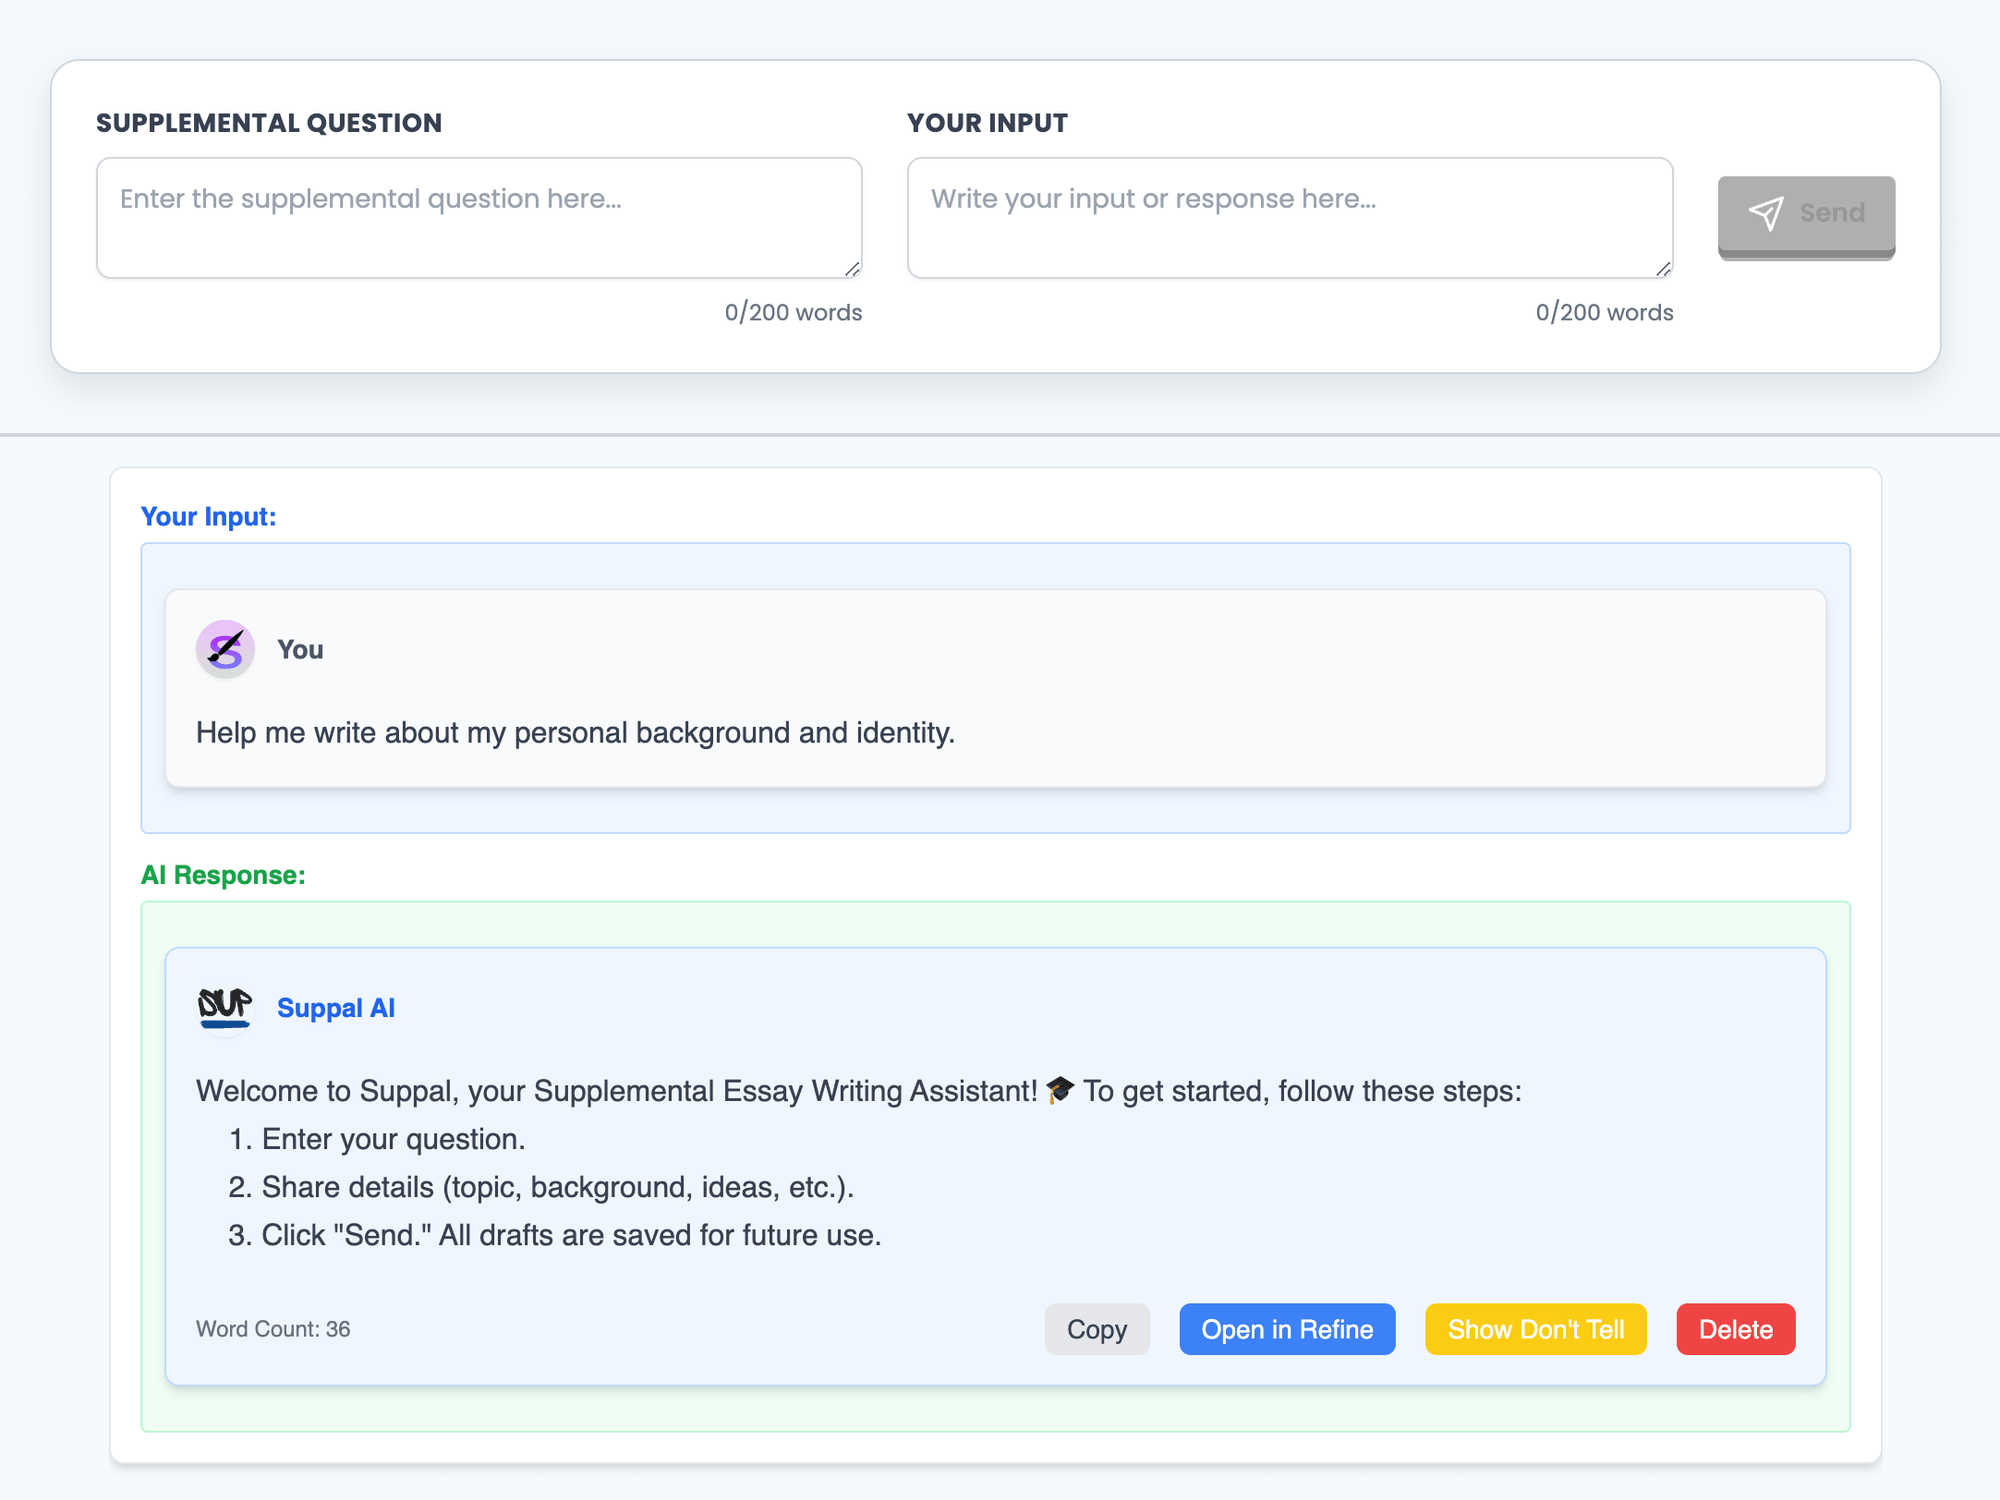 SUPPLEMENTAL QUESTION
Enter the supplemental question here...
0/200 words
YOUR INPUT
Write your input or response here...
0/200 words
Send
Your Input:
S
You
Help me write about my personal background and identity.
AI Response:
SUP
Suppal AI
Welcome to Suppal, your Supplemental Essay Writing Assistant! 🎓 To get started, follow these steps:
1. Enter your question.
2. Share details (topic, background, ideas, etc.).
3. Click "Send." All drafts are saved for future use.
Word Count: 36
Copy
Open in Refine
Show Don't Tell
Delete